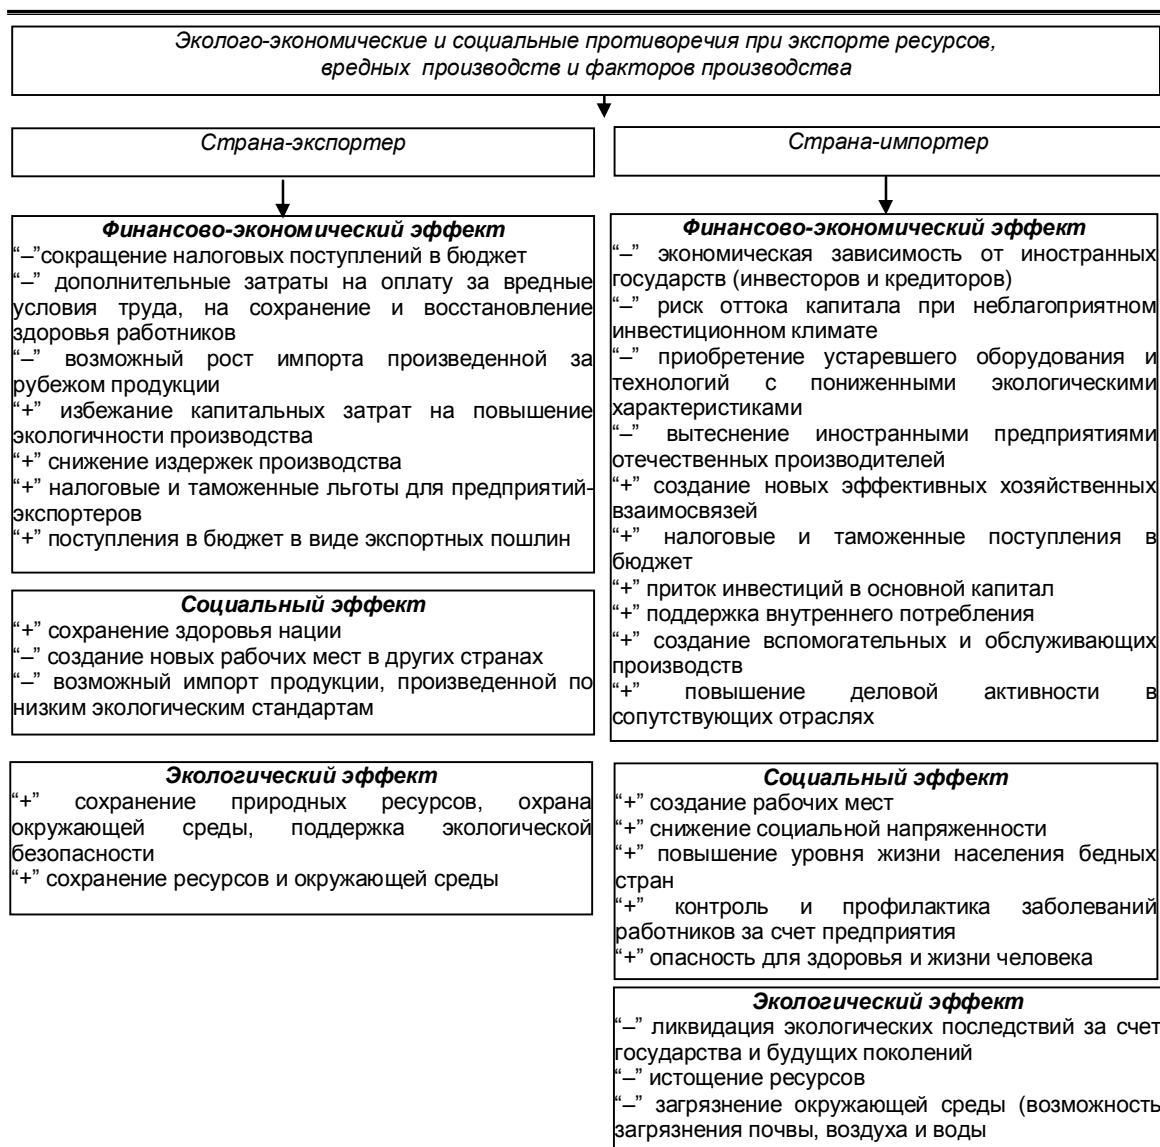 Эколого-экономические и социальные противоречия при экспорте ресурсов,
вредных производств и факторов производства
Страна-экспортер
Финансово-экономический эффект
“–”сокращение налоговых поступлений в бюджет
“–” дополнительные затраты на оплату за вредные
условия труда, на сохранение и восстановление
здоровья работников
“–” возможный рост импорта произведенной за
рубежом продукции
“+” избежание капитальных затрат на повышение
экологичности производства
“+” снижение издержек производства
“+” налоговые и таможенные льготы для предприятий-
экспортеров
“+” поступления в бюджет в виде экспортных пошлин
Социальный эффект
“+” сохранение здоровья нации
“–” создание новых рабочих мест в других странах
“–” возможный импорт продукции, произведенной по
низким экологическим стандартам
Экологический эффект
“+” сохранение природных ресурсов, охрана
окружающей среды, поддержка экологической
безопасности
“+” сохранение ресурсов и окружающей среды
Страна-импортер
Финансово-экономический эффект
“–” экономическая зависимость от иностранных
государств (инвесторов и кредиторов)
“–” риск оттока капитала при неблагоприятном
инвестиционном климате
“–” приобретение устаревшего оборудования и
технологий с пониженными экологическими
характеристиками
“–” вытеснение иностранными предприятиями
отечественных производителей
“+” создание новых эффективных хозяйственных
взаимосвязей
“+” налоговые и таможенные поступления в
бюджет
“+” приток инвестиций в основной капитал
“+” поддержка внутреннего потребления
“+” создание вспомогательных и обслуживающих
производств
“+” повышение деловой активности в
сопутствующих отраслях
Социальный эффект
“+” создание рабочих мест
“+” снижение социальной напряженности
“+” повышение уровня жизни населения бедных
стран
“+” контроль и профилактика заболеваний
работников за счет предприятия
“+” опасность для здоровья и жизни человека
Экологический эффект
“–” ликвидация экологических последствий за счет
государства и будущих поколений
“–” истощение ресурсов
“–” загрязнение окружающей среды (возможность
загрязнения почвы, воздуха и воды